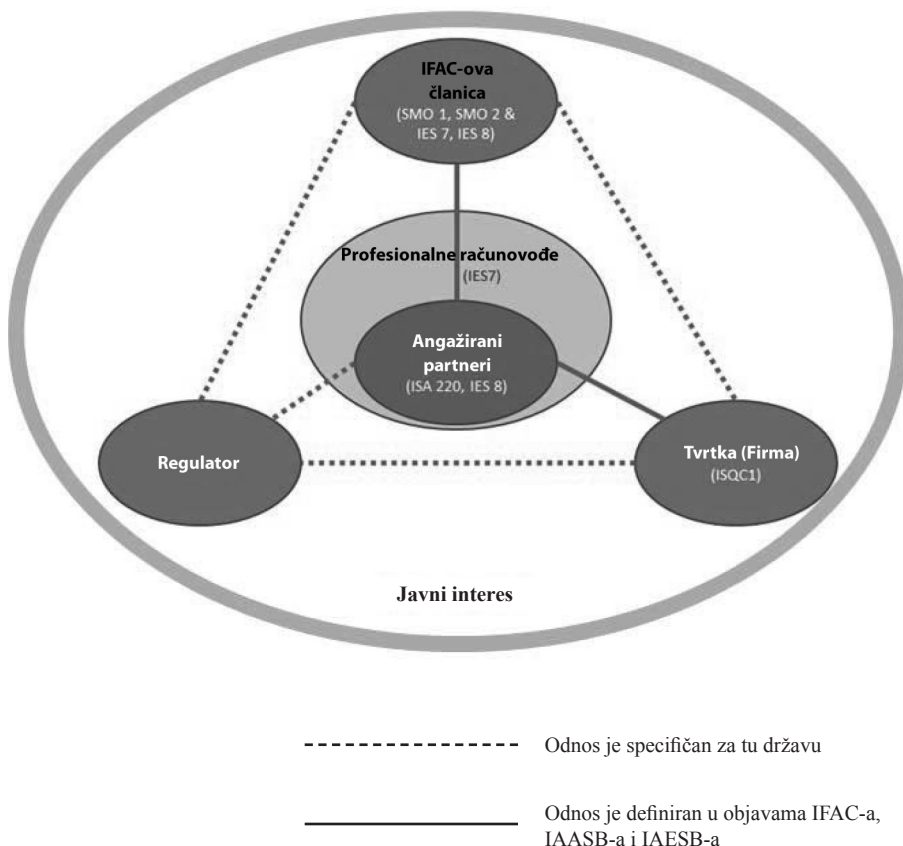 IFAC-ova
članica
(SMO 1, SMO 2 &
IES 7, IES 8)
Profesionalne računovođe
(IES7)
Angažirani
partneri
(ISA 220, IES 8)
Regulator
Tvrtka (Firma)
(ISQC1)
Javni interes
Odnos je specifičan za tu državu
Odnos je definiran u objavama IFAC-a,
IAASB-a i IAESB-a